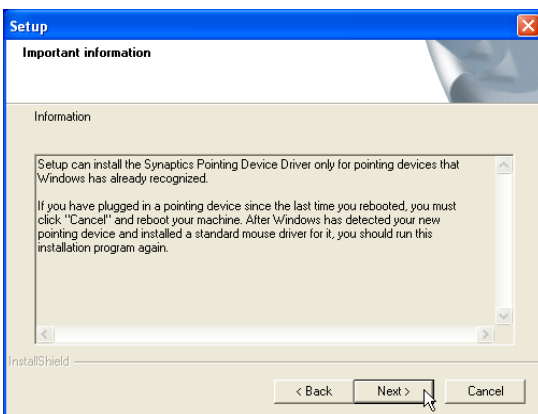 Setup
Important information
Information
Setup can install the Synaptics Pointing Device Driver only for pointing devices that
Windows has already recognized.
If you have plugged in a pointing device since the last time you rebooted, you must
click "Cancel" and reboot your machine. After Windows has detected your new
pointing device and installed a standard mouse driver for it, you should run this
installation program again.
InstallShield
< Back Next > Cancel